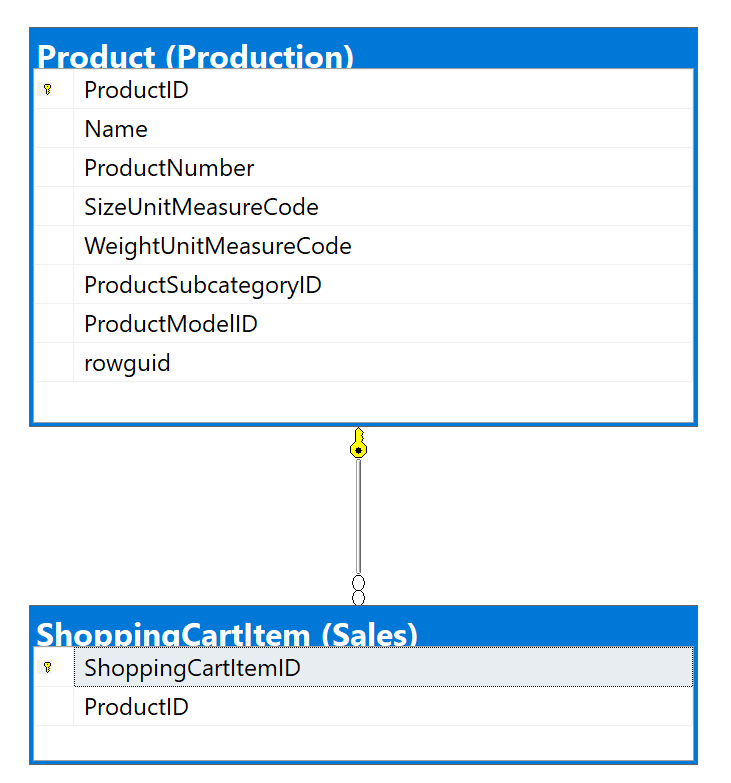 Product (Production)
ProductID
Name
ProductNumber
SizeUnitMeasureCode
WeightUnitMeasureCode
ProductSubcategoryID
ProductModelID
rowguid
ShoppingCartItem (Sales)
ShoppingCartItemID
ProductID